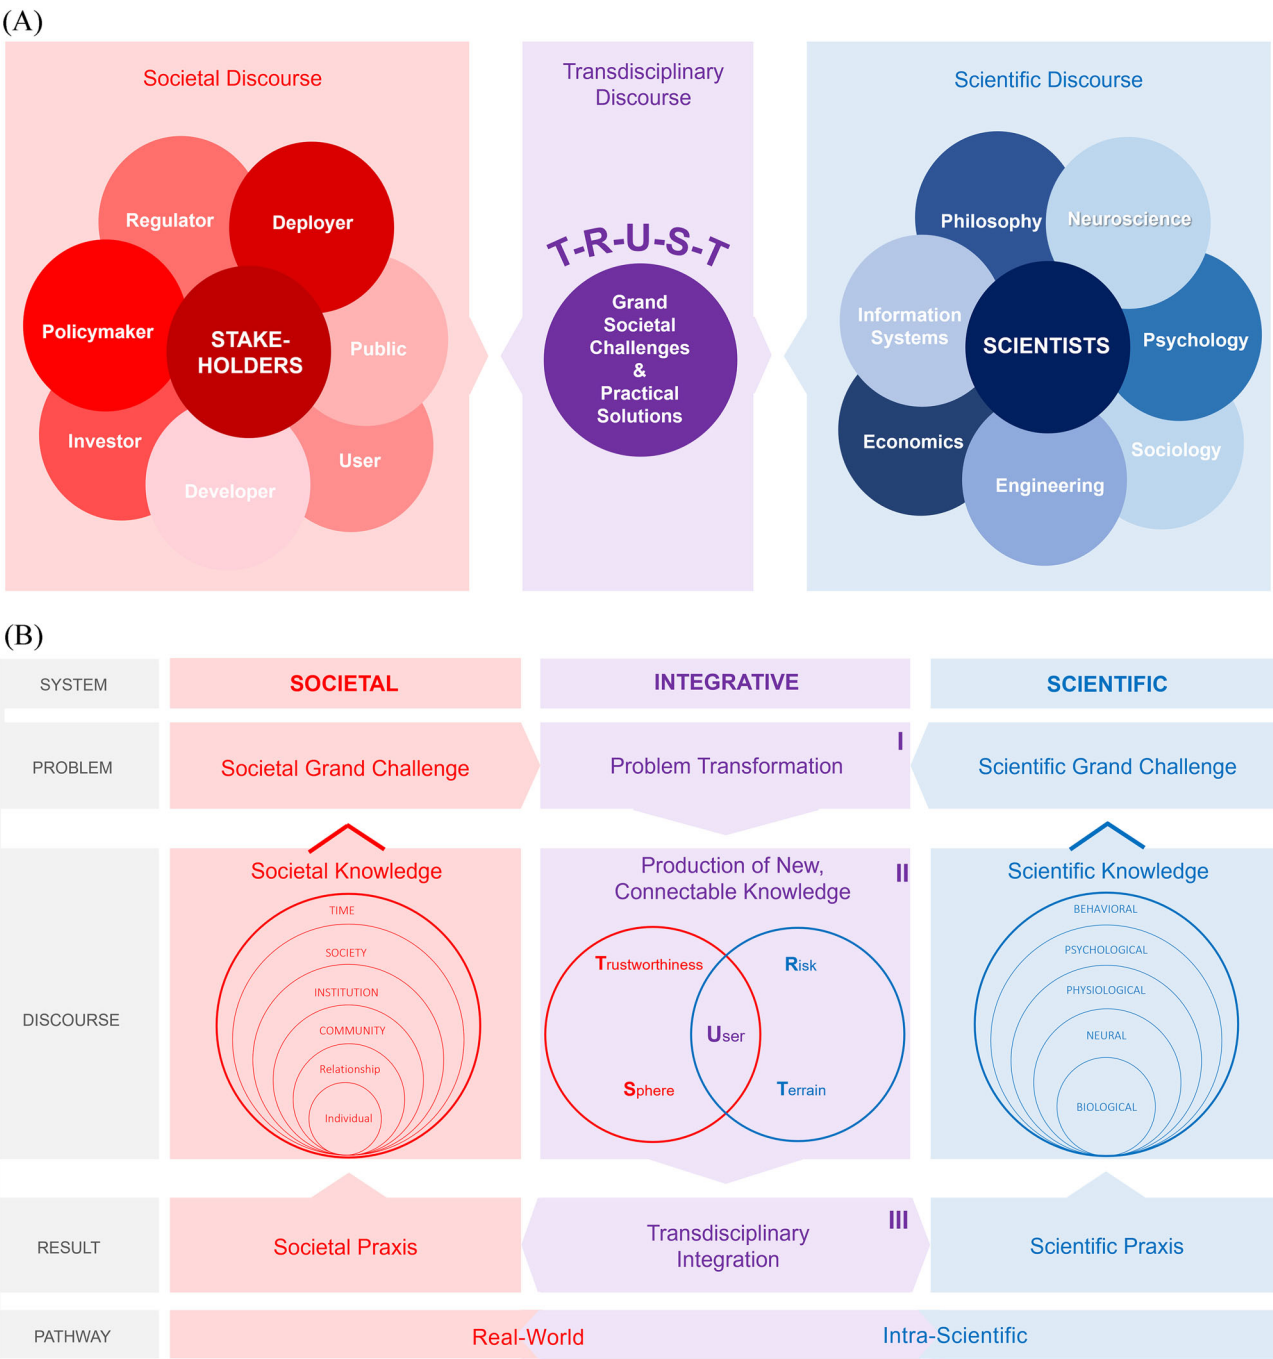 (A)
Societal Discourse
Transdisciplinary
Discourse
Scientific Discourse
Regulator
Deployer
Policymaker
STAKE-
HOLDERS
Public
Investor
User
Developer
T-R-U-S-T
Grand
Societal
Challenges
&
Practical
Solutions
Philosophy
Neuroscience
Information
Systems
SCIENTISTS
Psychology
Economics
Sociology
Engineering
(B)
SYSTEM
SOCIETAL
INTEGRATIVE
SCIENTIFIC
PROBLEM
Societal Grand Challenge
I
Problem Transformation
Scientific Grand Challenge
DISCOURSE
Societal Knowledge
TIME
SOCIETY
INSTITUTION
COMMUNITY
Relationship
Individual
Production of New,
Connectable Knowledge
II
Trustworthiness
Risk
User
Sphere
Terrain
Scientific Knowledge
BEHAVIORAL
PSYCHOLOGICAL
PHYSIOLOGICAL
NEURAL
BIOLOGICAL
RESULT
Societal Praxis
Transdisciplinary
Integration
III
Scientific Praxis
PATHWAY
Real-World
Intra-Scientific